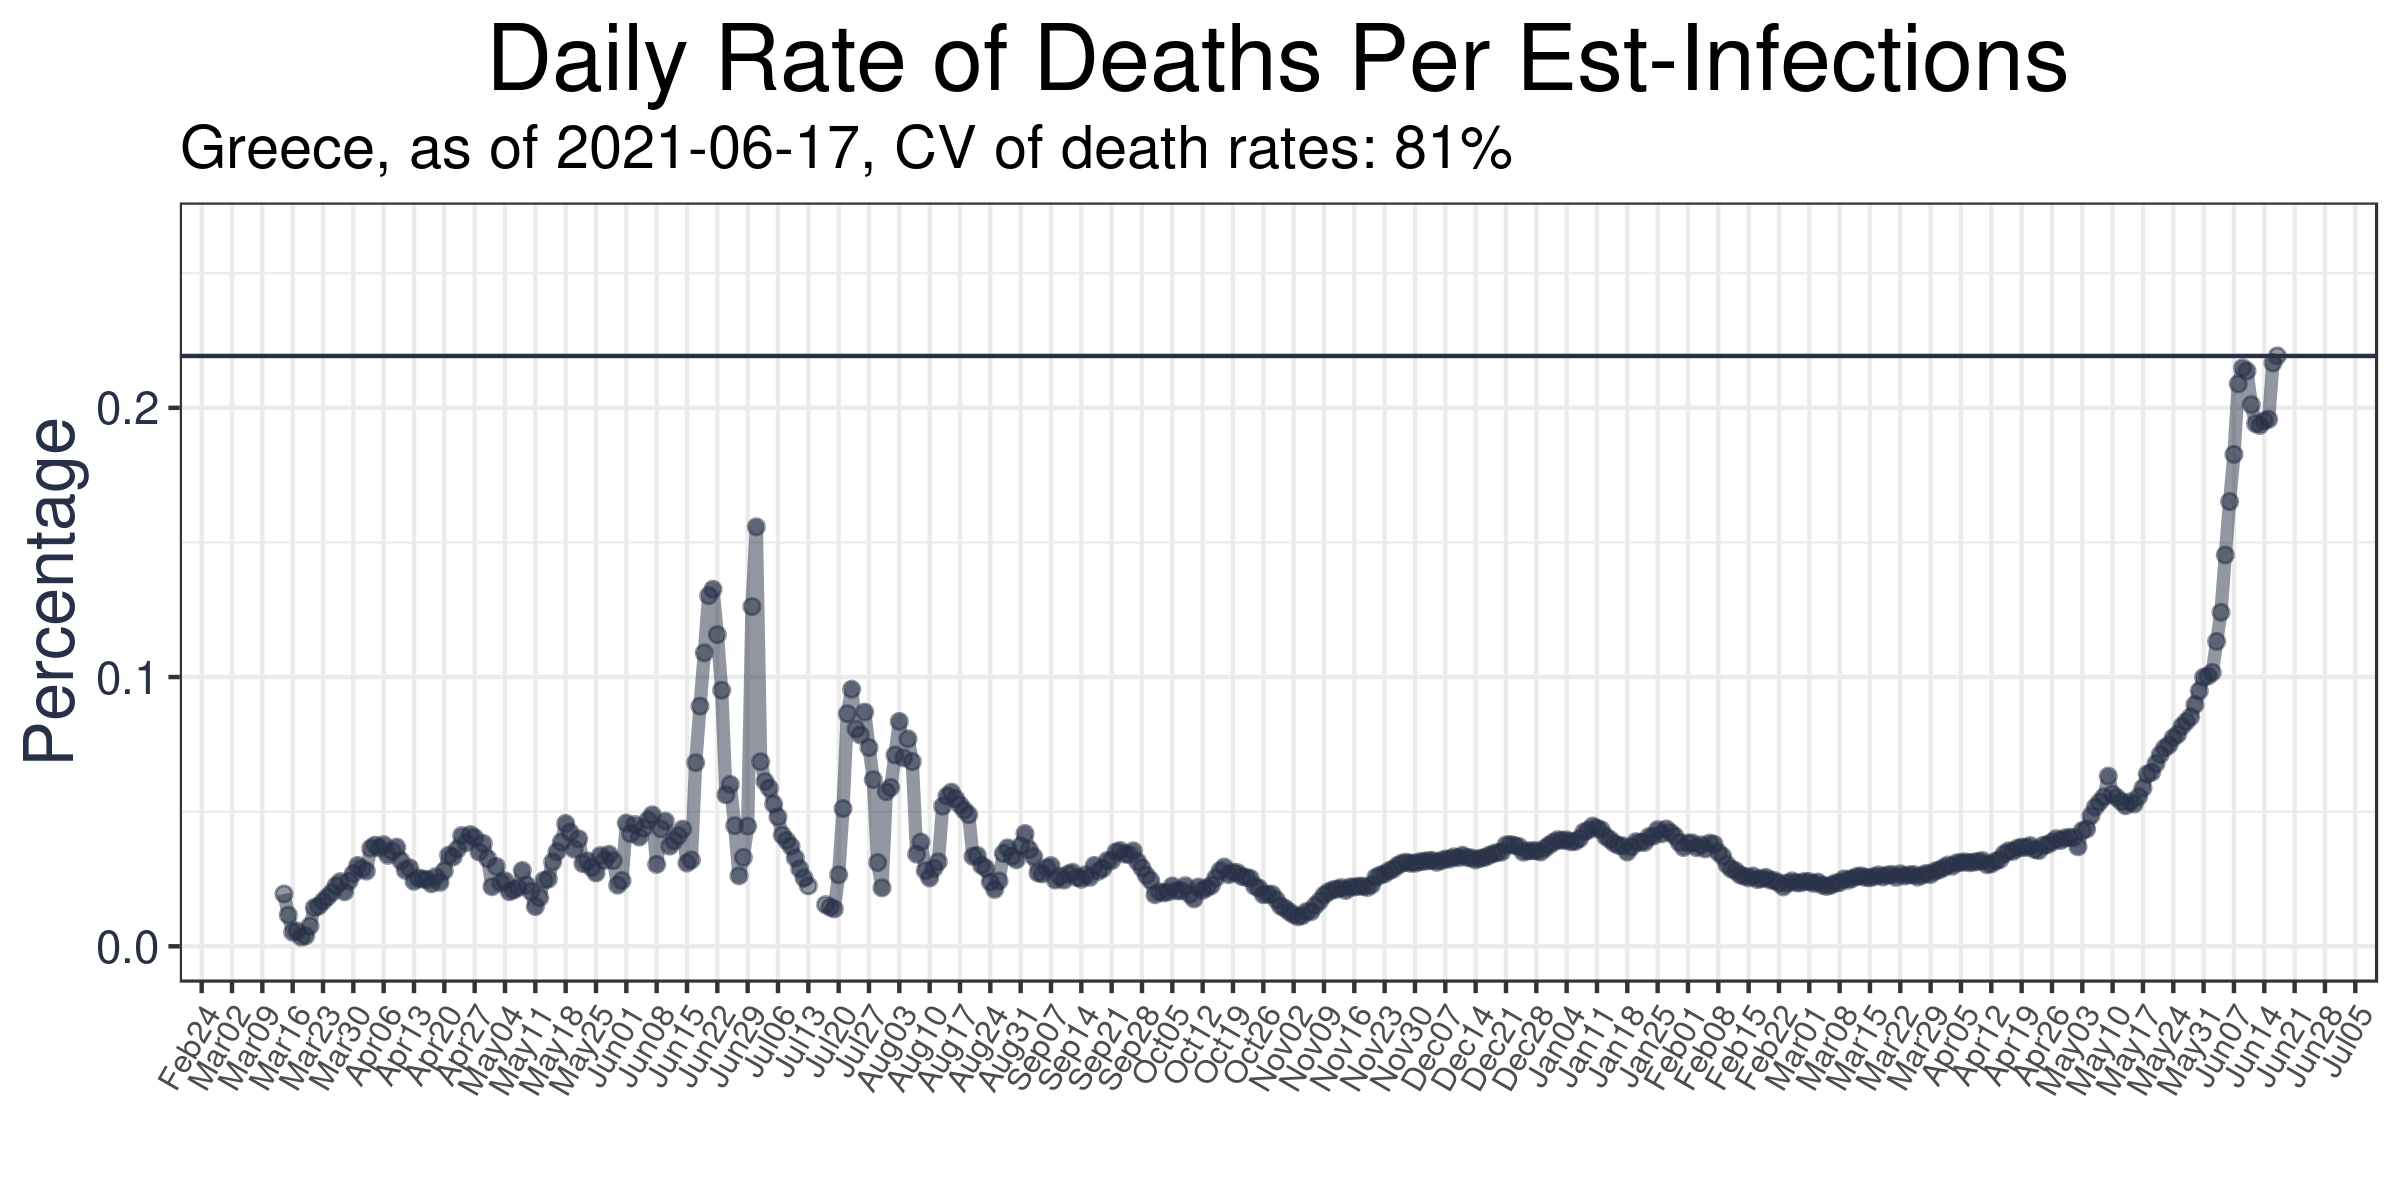 Daily Rate of Deaths Per Est-Infections
Greece, as of 2021-06-17, CV of death rates: 81%
Percentage
0.2
0.1
0.0
Feb24
Mar02
Mar09
Mar16
Mar23
Mar30
Apr06
Apr13
Apr20
Apr27
May04
May11
May18
May25
Jun01
Jun08
Jun15
Jun22
Jun29
Jul06
Jul13
Jul20
Jul27
Aug03
Aug10
Aug17
Aug24
Aug31
Sep07
Sep14
Sep21
Sep28
Oct05
Oct12
Oct19
Oct26
Nov02
Nov09
Nov16
Nov23
Nov30
Dec07
Dec14
Dec21
Dec28
Jan04
Jan11
Jan18
Jan25
Feb01
Feb08
Feb15
Feb22
Mar01
Mar08
Mar15
Mar22
Mar29
Apr05
Apr12
Apr19
Apr26
May03
May10
May17
May24
May31
Jun07
Jun14
Jun21
Jun28
Jul05